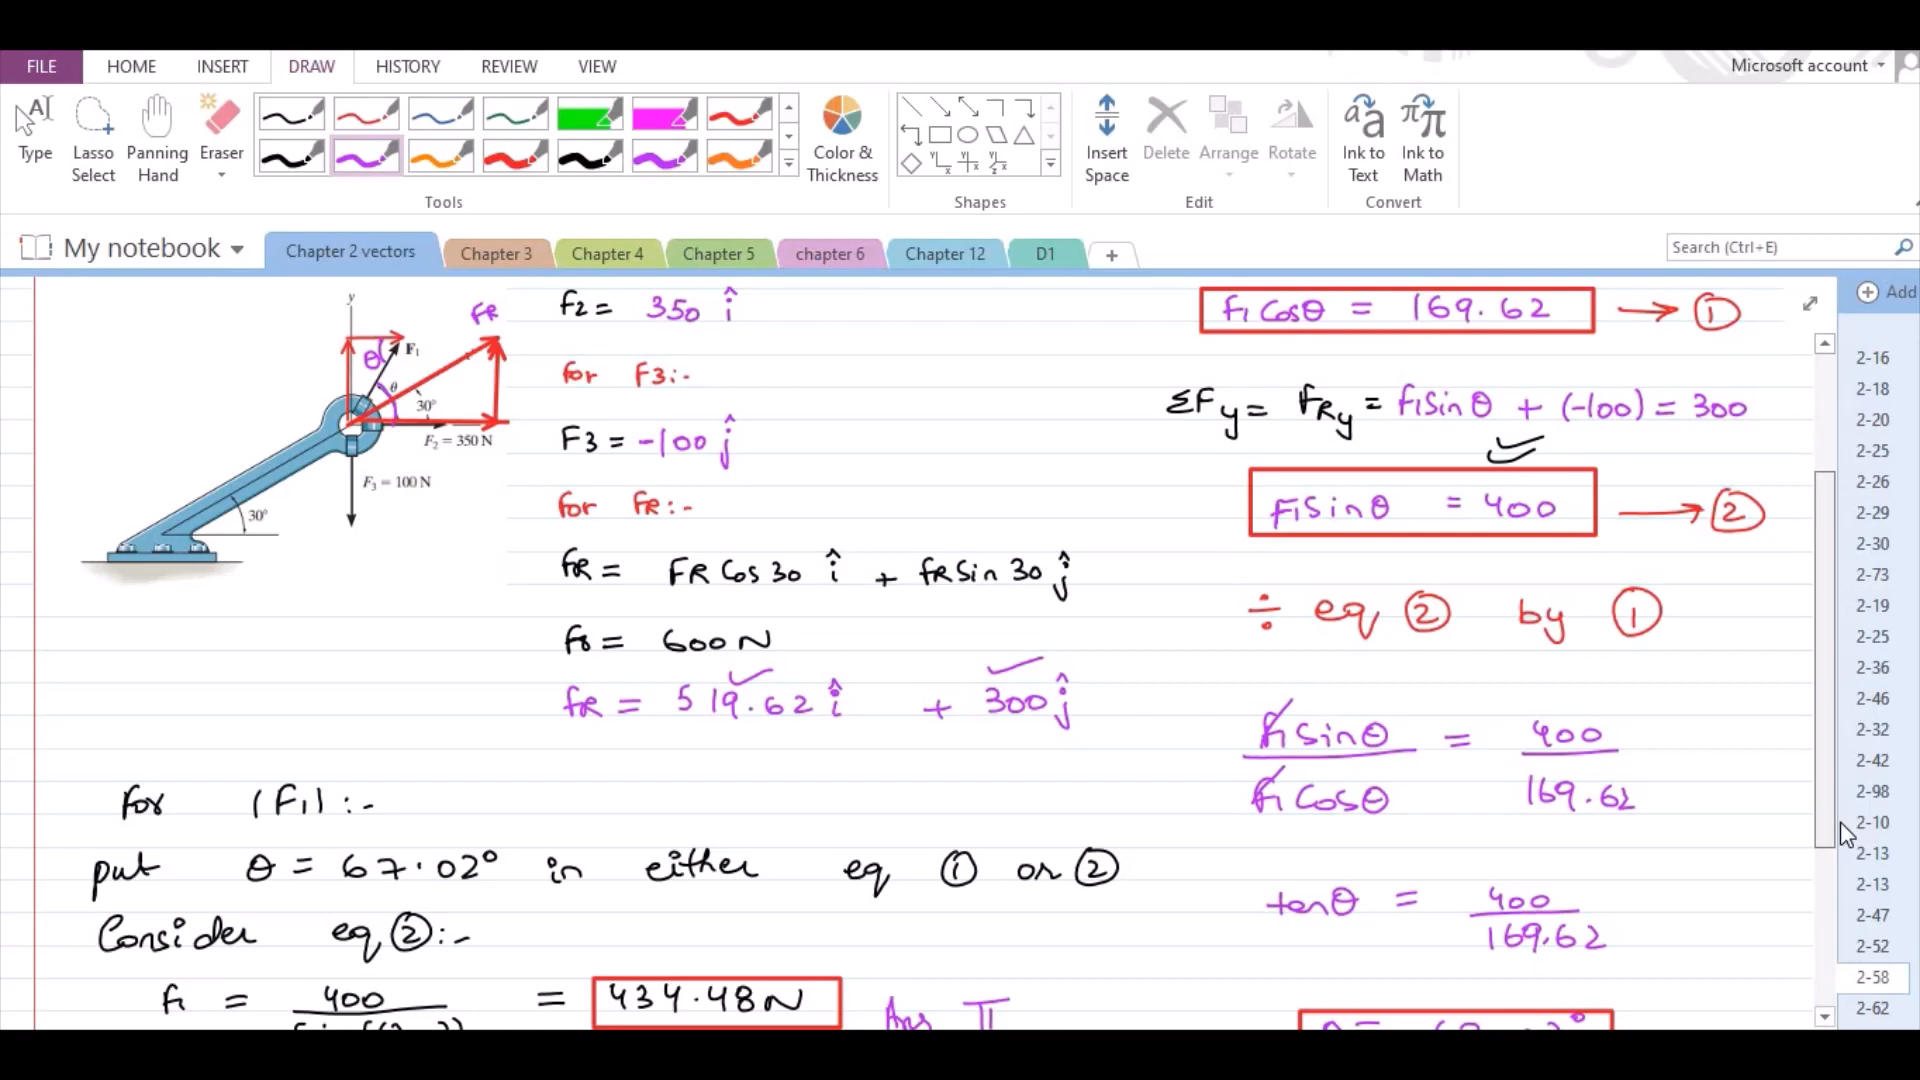 FILE HOME INSERT DRAW HISTORY REVIEW VIEW Microsoft account
Type Lasso Select Panning Hand Eraser Color & Thickness Insert Space Delete Arrange Rotate Ink to Text Ink to Math
Tools Shapes Edit Convert
My notebook Chapter 2 vectors Chapter 3 Chapter 4 Chapter 5 chapter 6 Chapter 12 D1 + Search (Ctrl+E)
Add
y
FR
θ
F₁
θ
30°
F₂ = 350 N
F₃ = 100 N
30°
F2 = 350 î
for F3:-
F3 = -100 ĵ
for FR:-
FR = FR Cos 30 î + FR Sin 30 ĵ
FR = 600 N
FR = 519.62 î + 300 ĵ
for |F₁| :-
put θ = 67.02° in either eq ① or ②
Consider eq ②:-
F₁ = 400 = 434.48 N
Ans II
F₁ Cosθ = 169.62 → ①
ΣFy = FRy = F₁Sinθ + (-100) = 300
F₁Sinθ = 400 → ②
÷ eq ② by ①
F₁Sinθ = 400
F₁Cosθ 169.62
tanθ = 400
169.62
2-16
2-18
2-20
2-25
2-26
2-29
2-30
2-73
2-19
2-25
2-36
2-46
2-32
2-42
2-98
2-10
2-13
2-13
2-47
2-52
2-58
2-62